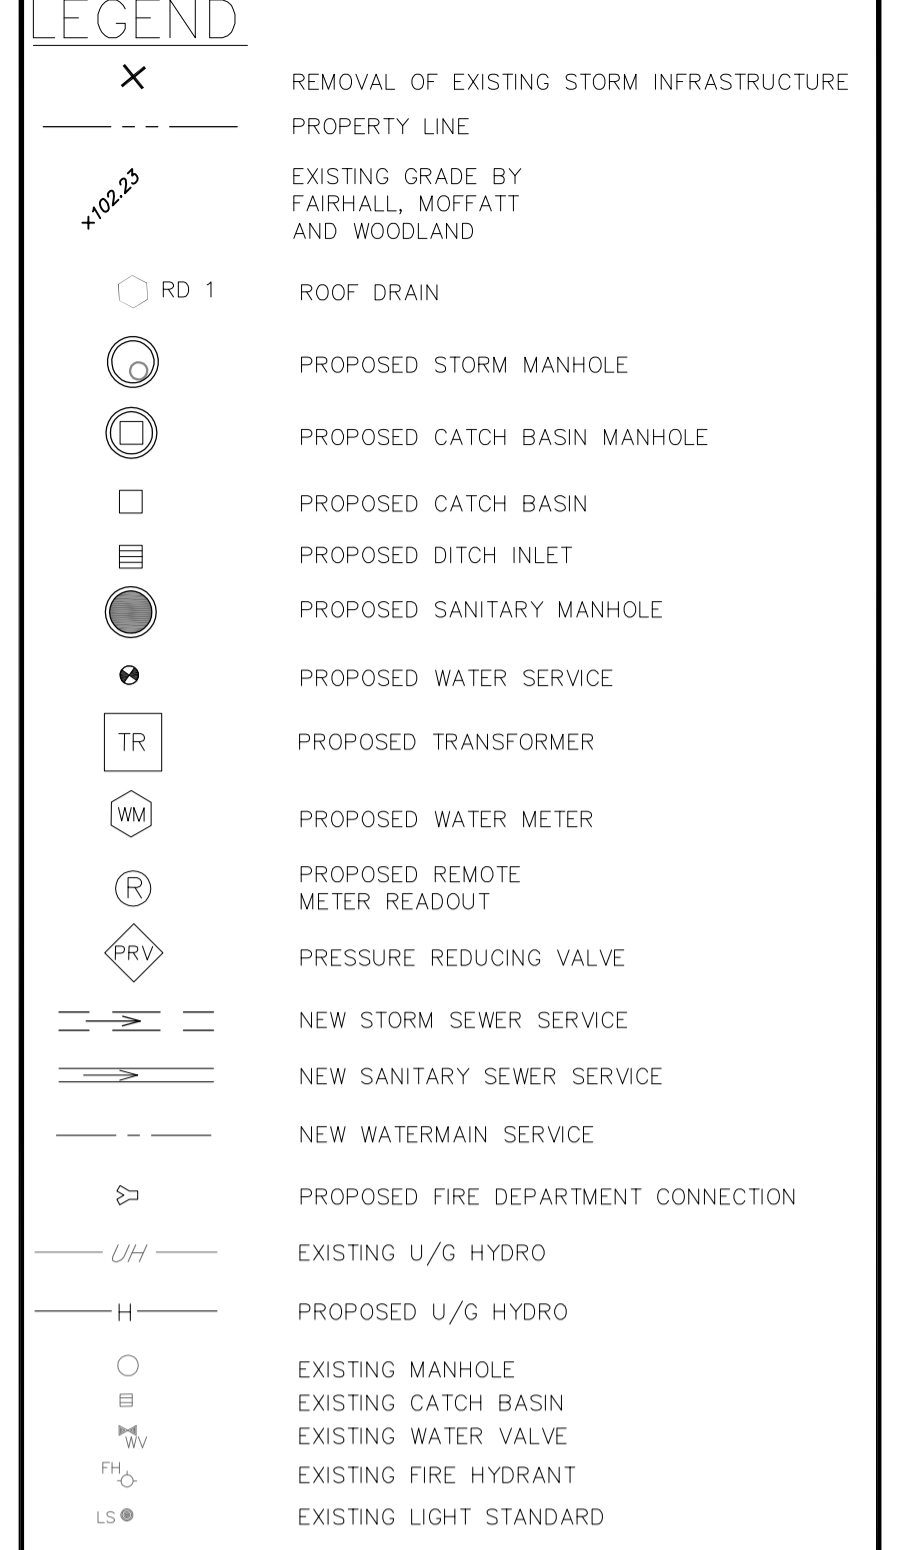 LEGEND
REMOVAL OF EXISTING STORM INFRASTRUCTURE
PROPERTY LINE
x102.23
EXISTING GRADE BY
FAIRHALL, MOFFATT
AND WOODLAND
RD 1 ROOF DRAIN
PROPOSED STORM MANHOLE
PROPOSED CATCH BASIN MANHOLE
PROPOSED CATCH BASIN
PROPOSED DITCH INLET
PROPOSED SANITARY MANHOLE
PROPOSED WATER SERVICE
TR PROPOSED TRANSFORMER
WM PROPOSED WATER METER
R
PROPOSED REMOTE
METER READOUT
PRV PRESSURE REDUCING VALVE
NEW STORM SEWER SERVICE
NEW SANITARY SEWER SERVICE
NEW WATERMAIN SERVICE
PROPOSED FIRE DEPARTMENT CONNECTION
UH EXISTING U/G HYDRO
H PROPOSED U/G HYDRO
EXISTING MANHOLE
EXISTING CATCH BASIN
WV EXISTING WATER VALVE
FH EXISTING FIRE HYDRANT
LS EXISTING LIGHT STANDARD